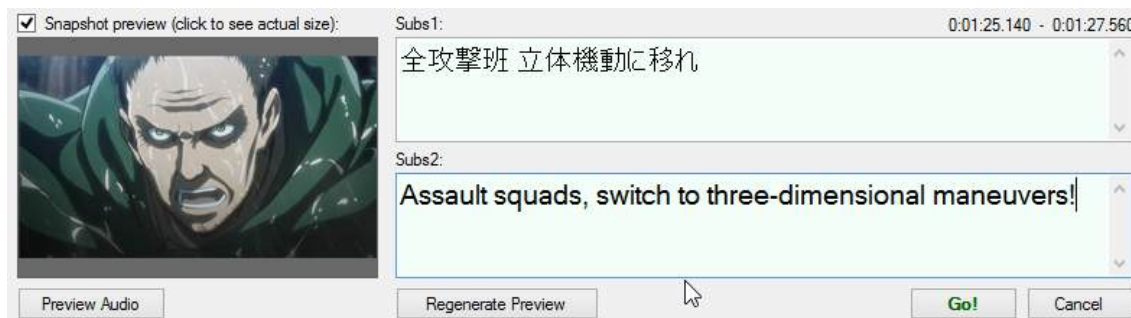 Snapshot preview (click to see actual size):
Subs1:
0:01:25.140 - 0:01:27.560
全攻撃班 立体機動に移れ
Subs2:
Assault squads, switch to three-dimensional maneuvers!
Preview Audio
Regenerate Preview
Go!
Cancel